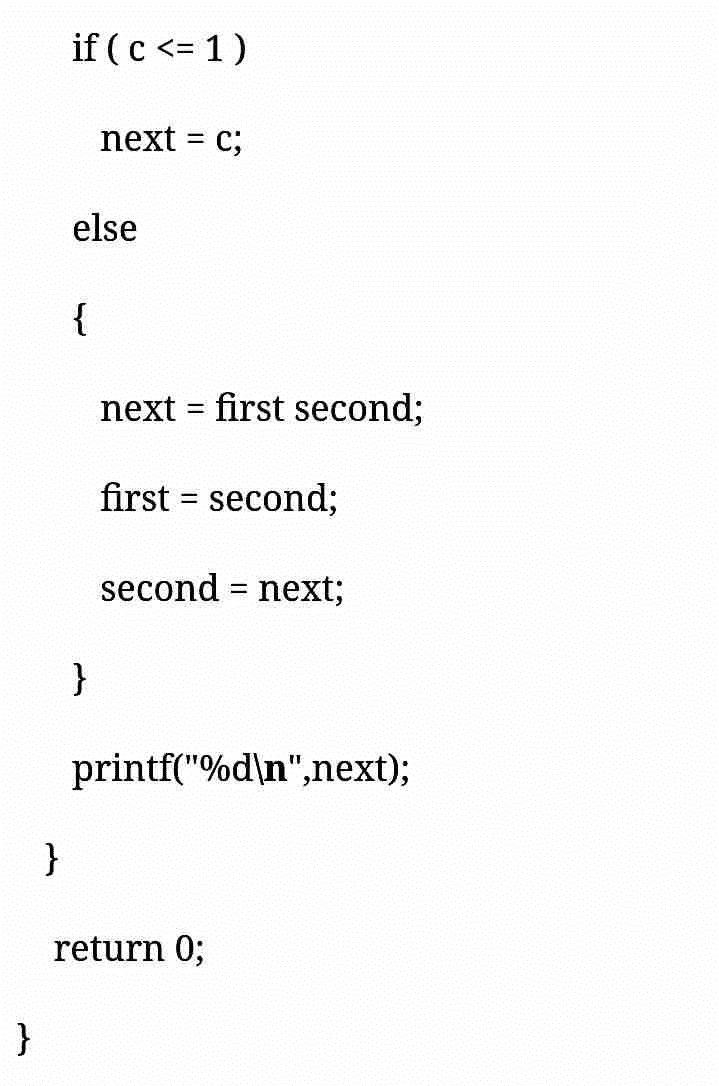 if ( c <= 1 )
next = c;
else
{
next = first second;
first = second;
second = next;
}
printf("%d\n",next);
}
return 0;
}